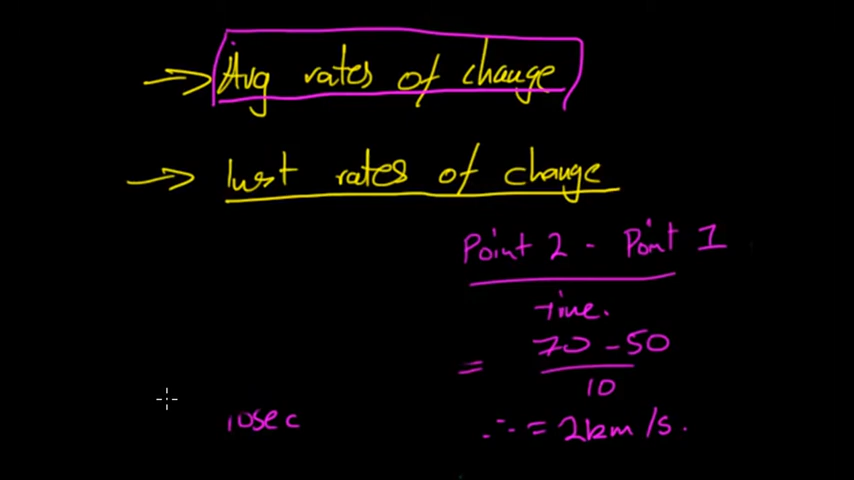 → Avg rates of change
→ Inst rates of change
Point 2 - Point 1
Time.
= 70 - 50
10
10sec
∴ = 2km/s.